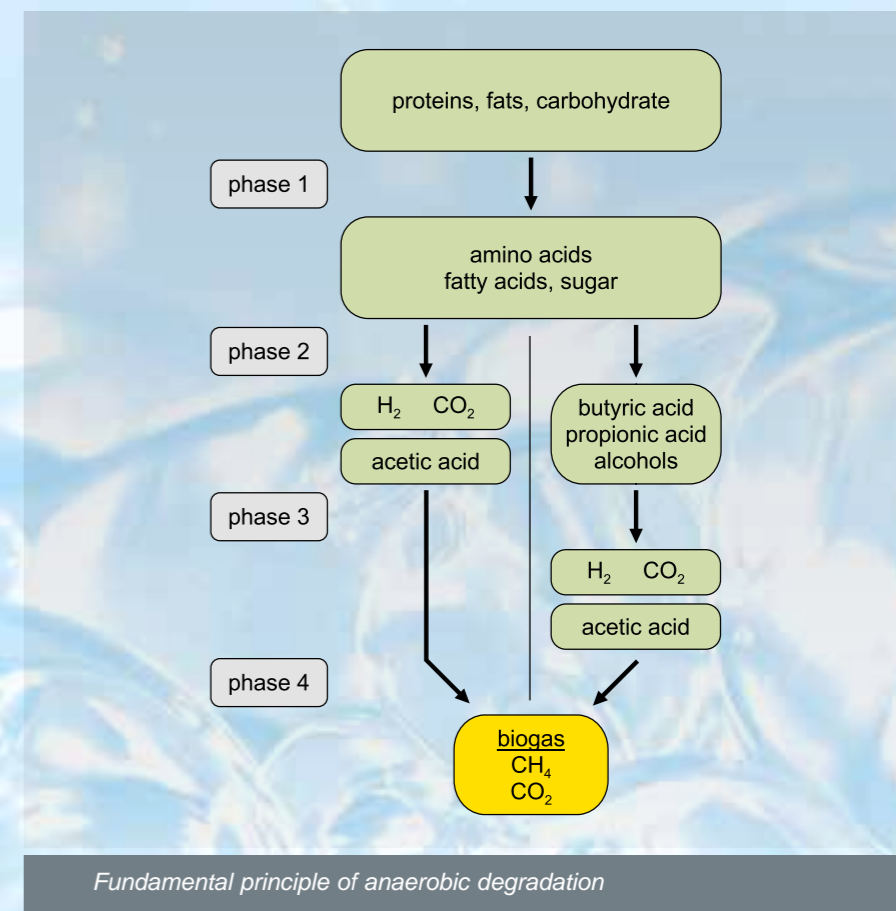 proteins, fats, carbohydrate
phase 1
amino acids
fatty acids, sugar
phase 2
H₂ CO₂
acetic acid
butyric acid
propionic acid
alcohols
phase 3
H₂ CO₂
acetic acid
phase 4
biogas
CH₄
CO₂
Fundamental principle of anaerobic degradation